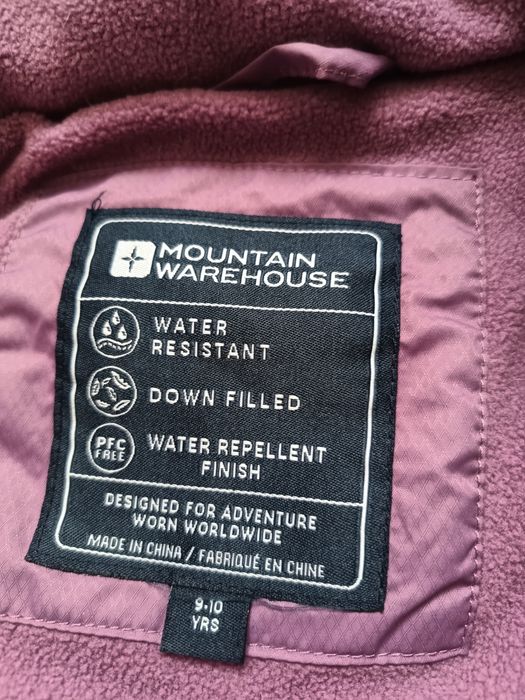 MOUNTAIN
WAREHOUSE
WATER
RESISTANT
DOWN FILLED
PFC
FREE
WATER REPELLENT
FINISH
DESIGNED FOR ADVENTURE
WORN WORLDWIDE
MADE IN CHINA / FABRIQUÉ EN CHINE
9-10
YRS